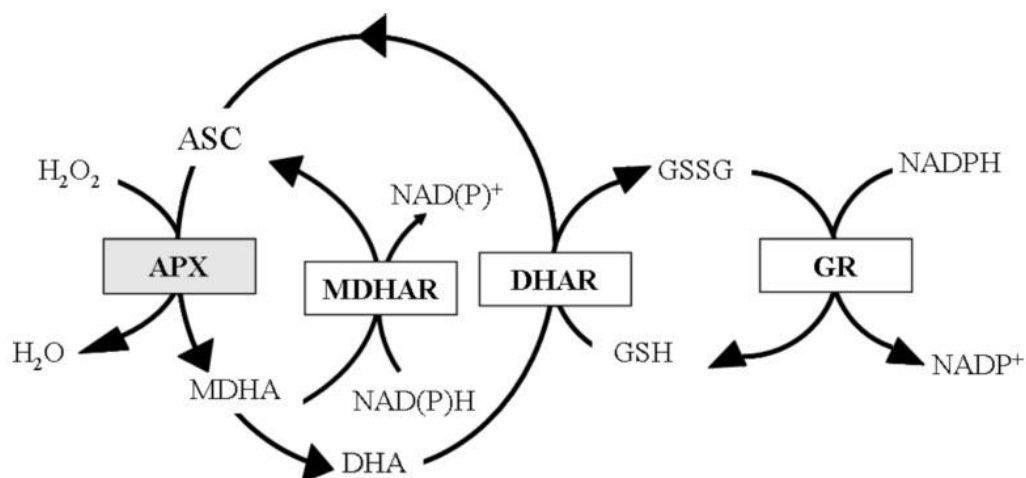 ASC
H₂O₂
GSSG
NADPH
NAD(P)⁺
APX
MDHAR
DHAR
GR
H₂O
MDHA
NAD(P)H
GSH
NADP⁺
DHA